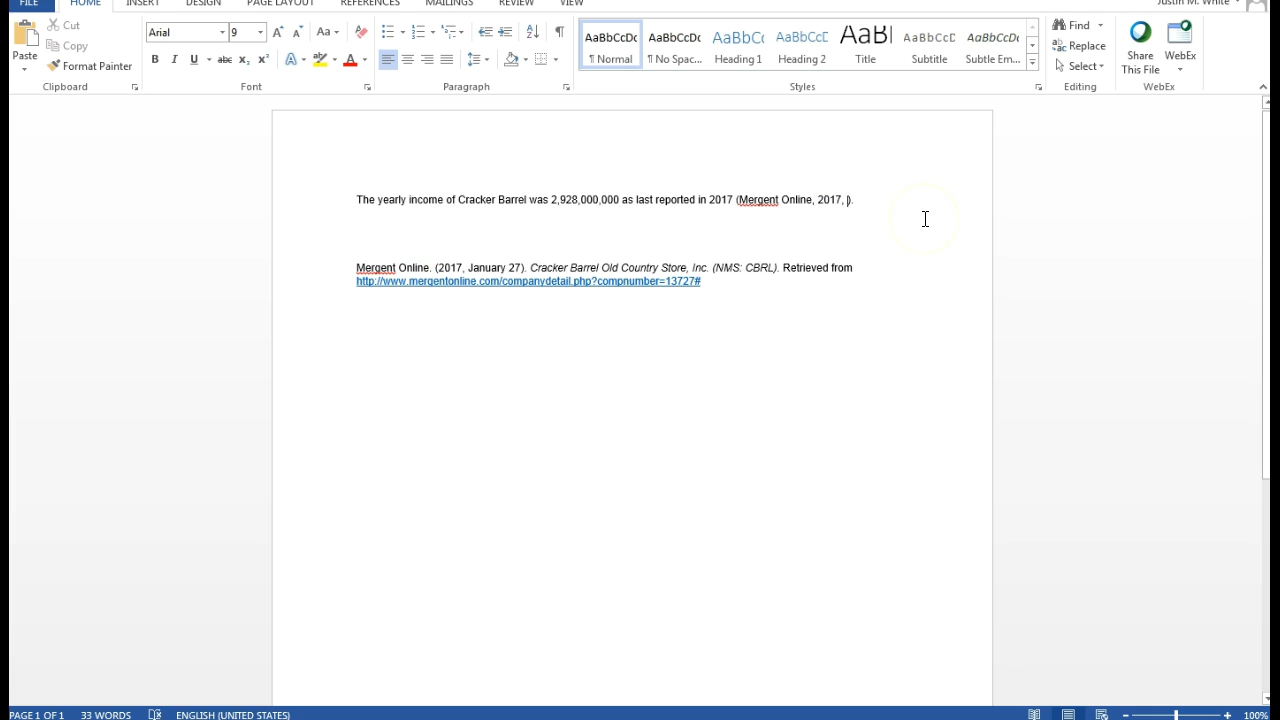 FILE HOME INSERT DESIGN PAGE LAYOUT REFERENCES MAILINGS REVIEW VIEW Justin M. White
Paste
Cut
Copy
Format Painter
Clipboard
Arial 9
Font
Paragraph
AaBbCcDc AaBbCcDc AaBbCc AaBbCcD AaB AaBbCcD AaBbCcDc
¶ Normal ¶ No Spac... Heading 1 Heading 2 Title Subtitle Subtle Em...
Styles
Find
Replace
Select
Editing
Share
This File
WebEx
WebEx
The yearly income of Cracker Barrel was 2,928,000,000 as last reported in 2017 (Mergent Online, 2017, ).
Mergent Online. (2017, January 27). Cracker Barrel Old Country Store, Inc. (NMS: CBRL). Retrieved from
http://www.mergentonline.com/companydetail.php?compnumber=13727#
PAGE 1 OF 1 33 WORDS ENGLISH (UNITED STATES) 100%